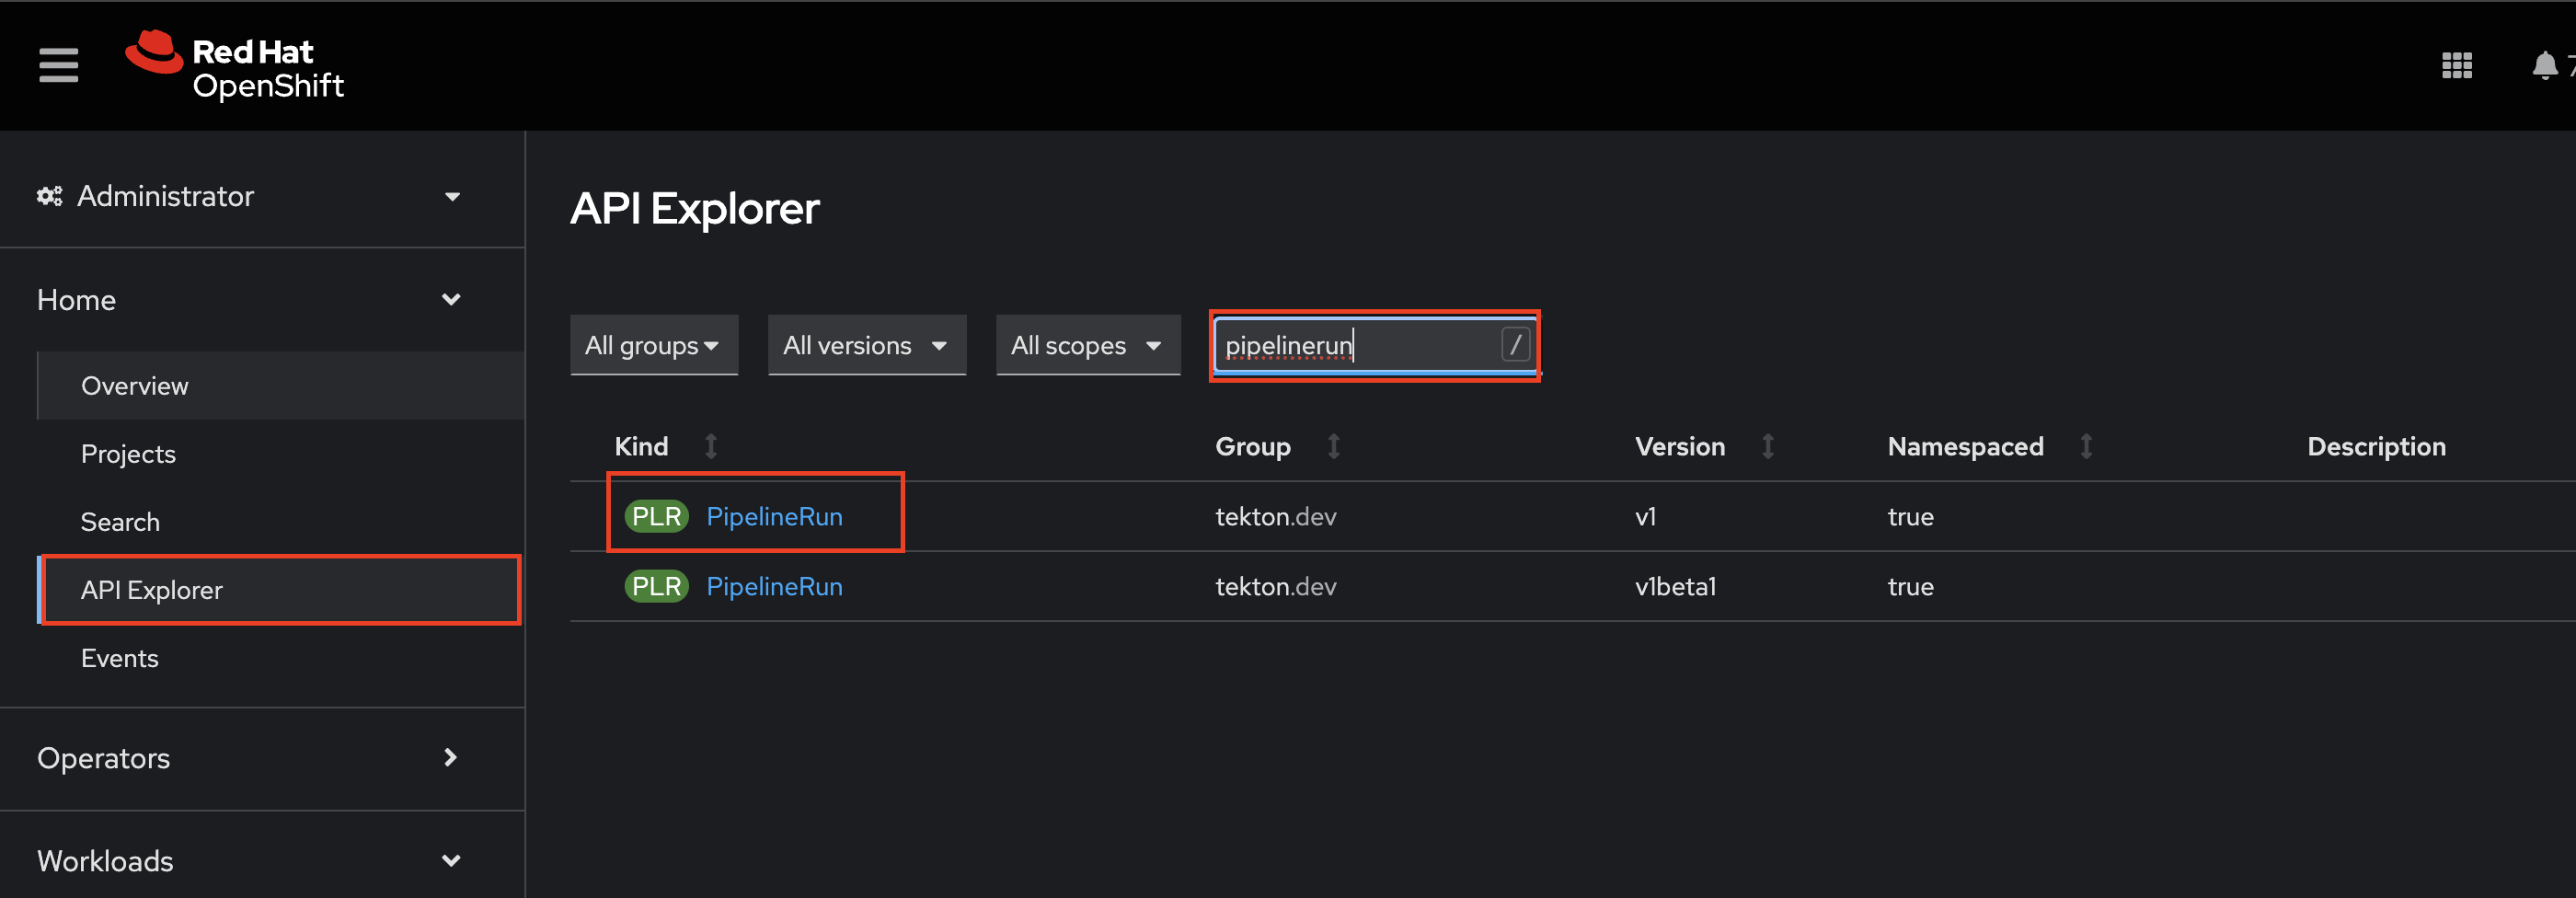 Red Hat
OpenShift
7
Administrator
Home
Overview
Projects
Search
API Explorer
Events
Operators
Workloads
API Explorer
All groups
All versions
All scopes
pipelinerun
/
Kind Group Version Namespaced Description
PLR PipelineRun tekton.dev v1 true
PLR PipelineRun tekton.dev v1beta1 true